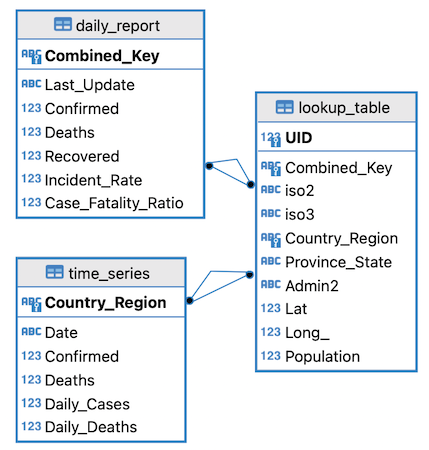 daily_report
ABC Combined_Key
ABC Last_Update
123 Confirmed
123 Deaths
123 Recovered
123 Incident_Rate
123 Case_Fatality_Ratio
time_series
ABC Country_Region
ABC Date
123 Confirmed
123 Deaths
123 Daily_Cases
123 Daily_Deaths
lookup_table
123 UID
ABC Combined_Key
ABC iso2
ABC iso3
ABC Country_Region
ABC Province_State
ABC Admin2
123 Lat
123 Long_
123 Population